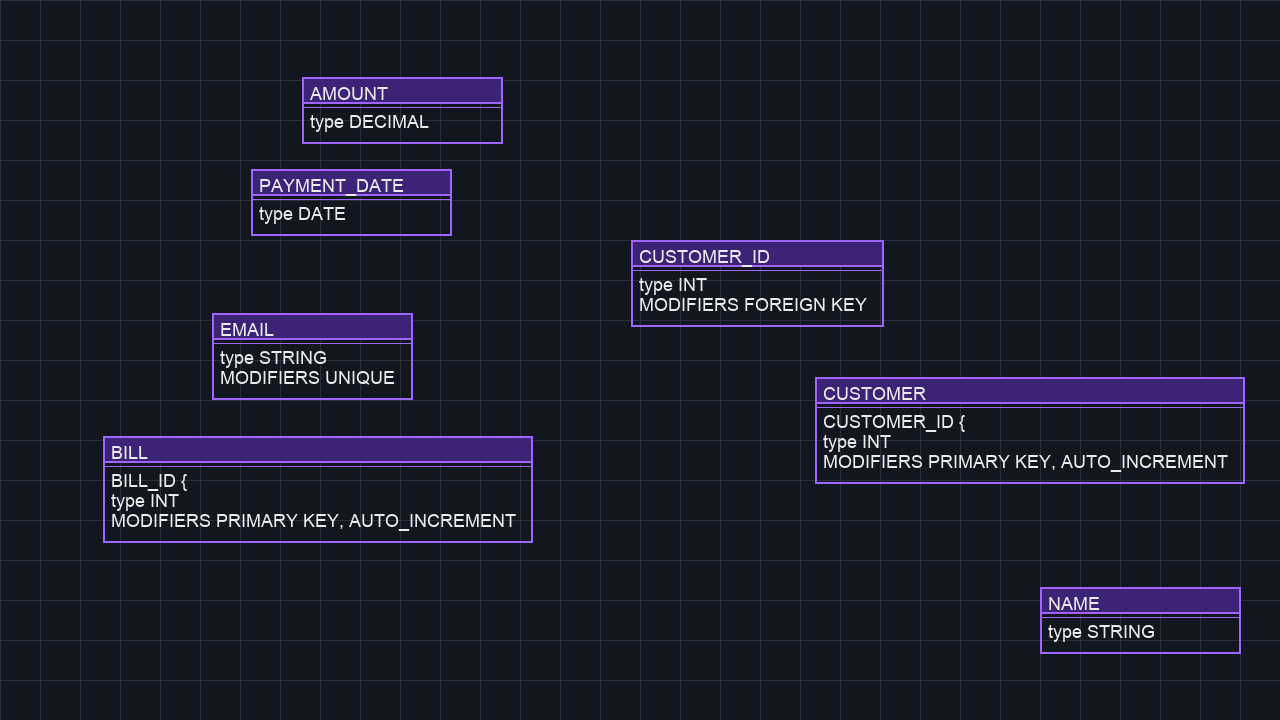 AMOUNT
type DECIMAL
PAYMENT_DATE
type DATE
CUSTOMER_ID
type INT
MODIFIERS FOREIGN KEY
EMAIL
type STRING
MODIFIERS UNIQUE
CUSTOMER
CUSTOMER_ID {
type INT
MODIFIERS PRIMARY KEY, AUTO_INCREMENT
BILL
BILL_ID {
type INT
MODIFIERS PRIMARY KEY, AUTO_INCREMENT
NAME
type STRING